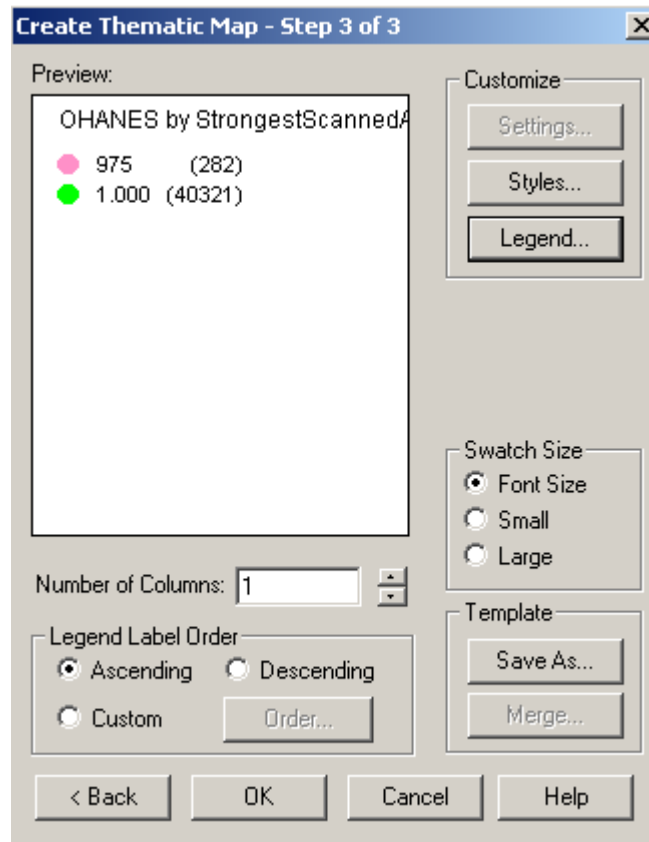 Create Thematic Map - Step 3 of 3
Preview:
OHANES by StrongestScannedA
975 (282)
1.000 (40321)
Customize
Settings...
Styles...
Legend...
Swatch Size
Font Size
Small
Large
Number of Columns: 1
Legend Label Order
Ascending Descending
Custom Order...
Template
Save As...
Merge...
< Back OK Cancel Help